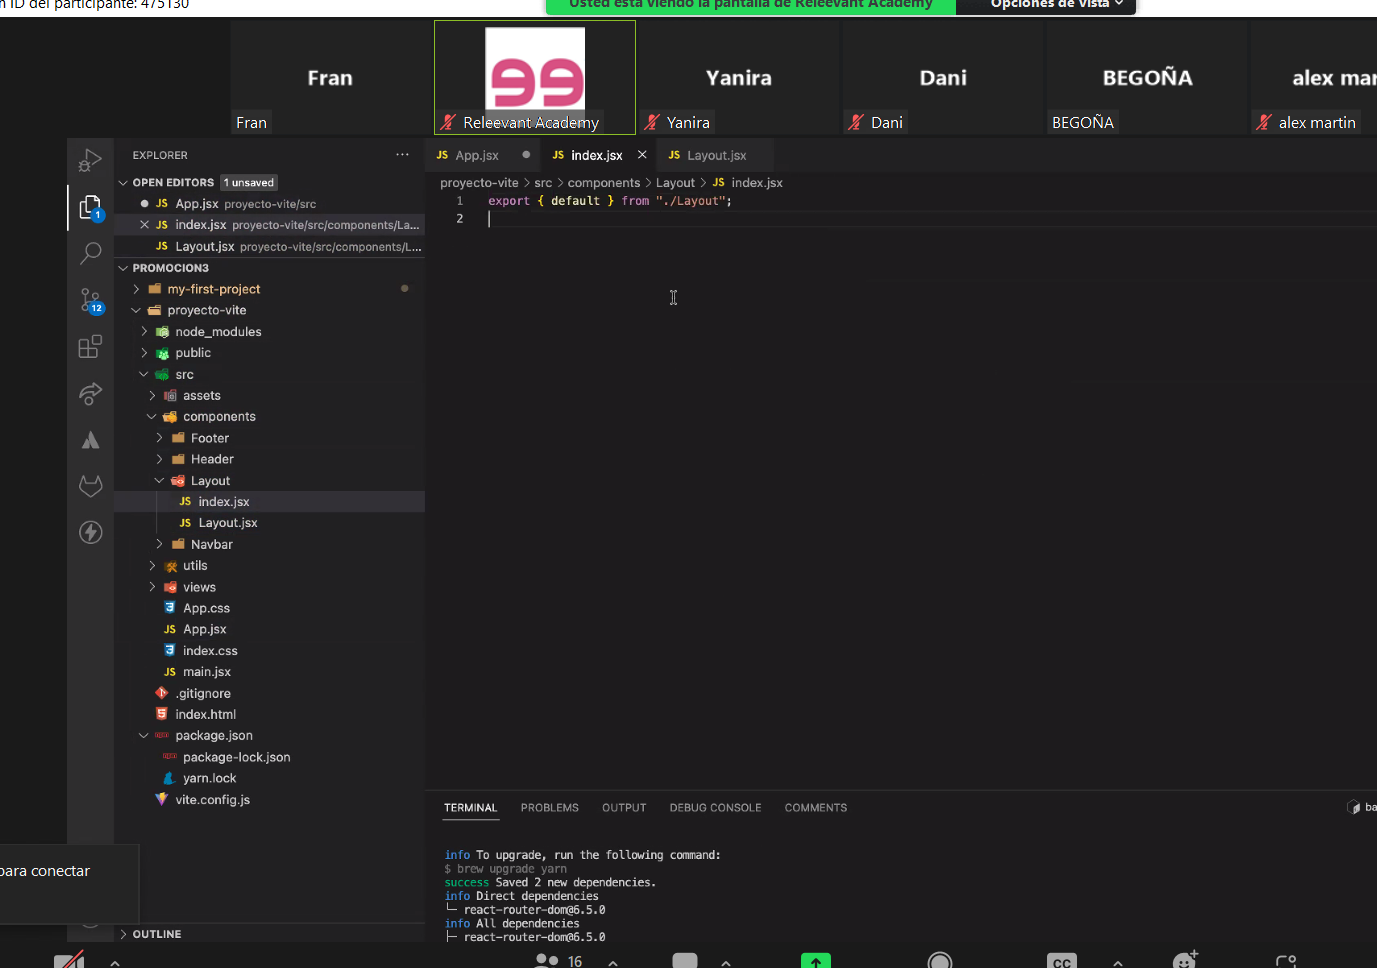 n ID del participante: 475130
Usted está viendo la pantalla de Releevant Academy
Opciones de vista
Fran
Yanira
Dani
BEGOÑA
alex mar
Fran
Releevant Academy
Yanira
Dani
BEGOÑA
alex martin
EXPLORER
OPEN EDITORS 1 unsaved
JS App.jsx proyecto-vite/src
JS index.jsx proyecto-vite/src/components/La...
JS Layout.jsx proyecto-vite/src/components/L...
PROMOCION3
my-first-project
proyecto-vite
node_modules
public
src
assets
components
Footer
Header
Layout
JS index.jsx
JS Layout.jsx
Navbar
utils
views
App.css
JS App.jsx
index.css
JS main.jsx
.gitignore
index.html
package.json
package-lock.json
yarn.lock
vite.config.js
OUTLINE
1
12
JS App.jsx
JS index.jsx
JS Layout.jsx
proyecto-vite > src > components > Layout > JS index.jsx
1 export { default } from "./Layout";
2
TERMINAL PROBLEMS OUTPUT DEBUG CONSOLE COMMENTS
ba
info To upgrade, run the following command:
$ brew upgrade yarn
success Saved 2 new dependencies.
info Direct dependencies
└─ react-router-dom@6.5.0
info All dependencies
├─ react-router-dom@6.5.0
para conectar
16
CC